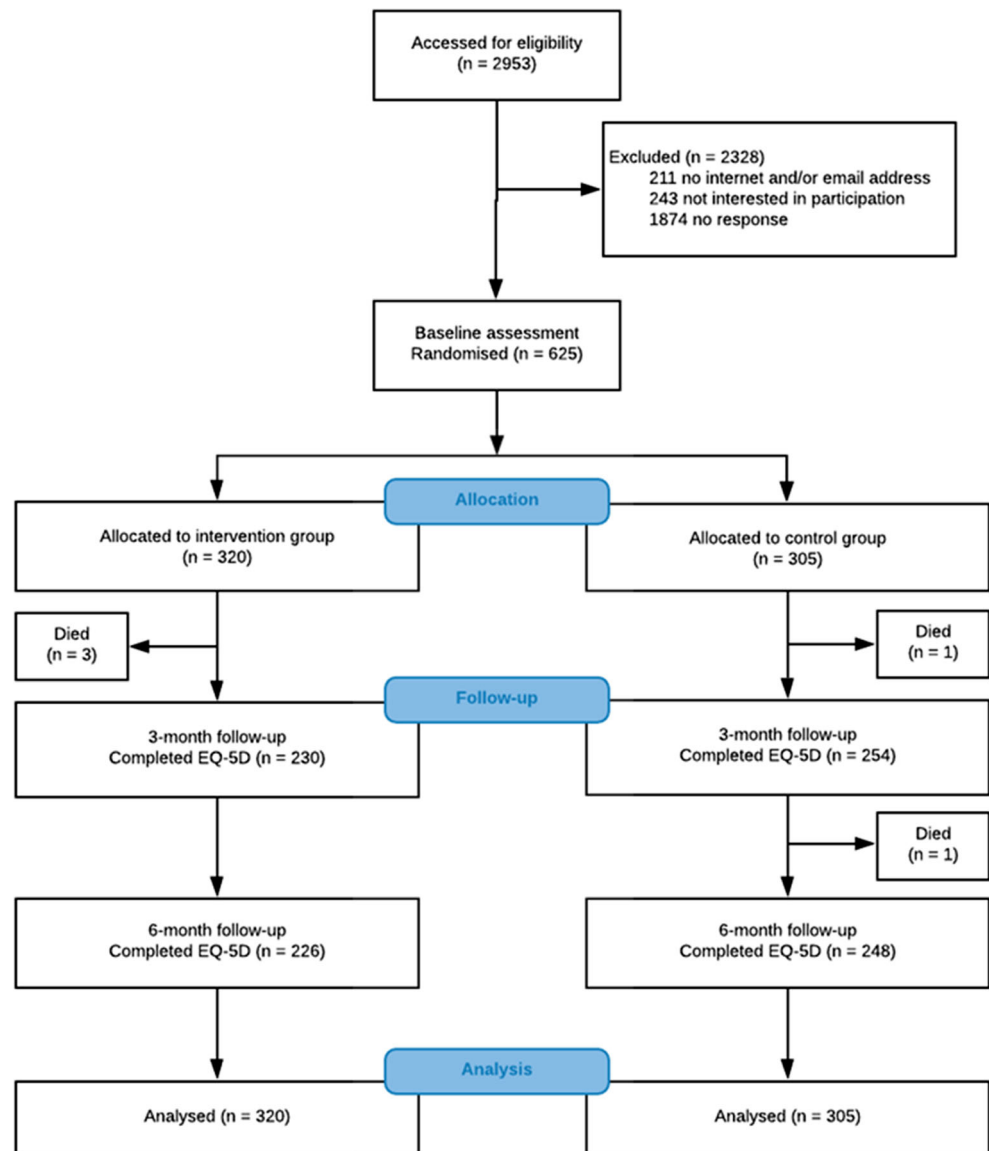 Accessed for eligibility
(n = 2953)
Excluded (n = 2328)
211 no internet and/or email address
243 not interested in participation
1874 no response
Baseline assessment
Randomised (n = 625)
Allocation
Allocated to intervention group
(n = 320)
Allocated to control group
(n = 305)
Died
(n = 3)
Died
(n = 1)
Follow-up
3-month follow-up
Completed EQ-5D (n = 230)
3-month follow-up
Completed EQ-5D (n = 254)
Died
(n = 1)
6-month follow-up
Completed EQ-5D (n = 226)
6-month follow-up
Completed EQ-5D (n = 248)
Analysis
Analysed (n = 320)
Analysed (n = 305)